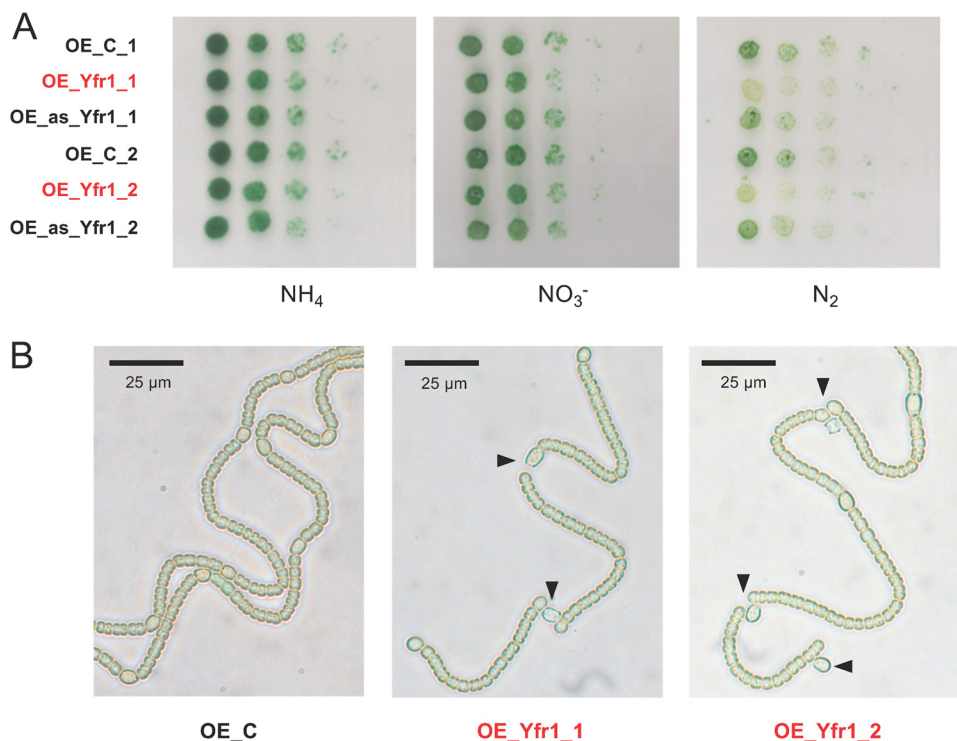 A
OE_C_1
OE_Yfr1_1
OE_as_Yfr1_1
OE_C_2
OE_Yfr1_2
OE_as_Yfr1_2
NH₄ NO₃⁻ N₂
B
25 µm 25 µm 25 µm
OE_C OE_Yfr1_1 OE_Yfr1_2